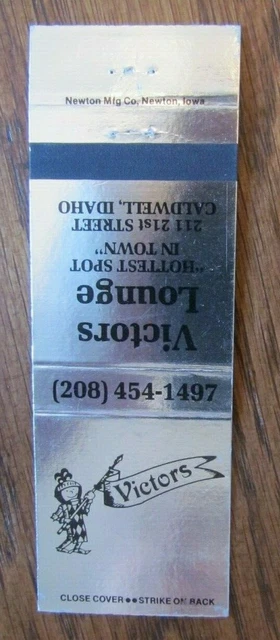 Newton Mfg Co. Newton, Iowa
Victors
Lounge
"HOTTEST SPOT
IN TOWN"
211 21st STREET
CALDWELL, IDAHO
(208) 454-1497
Victors
CLOSE COVER●●STRIKE ON BACK